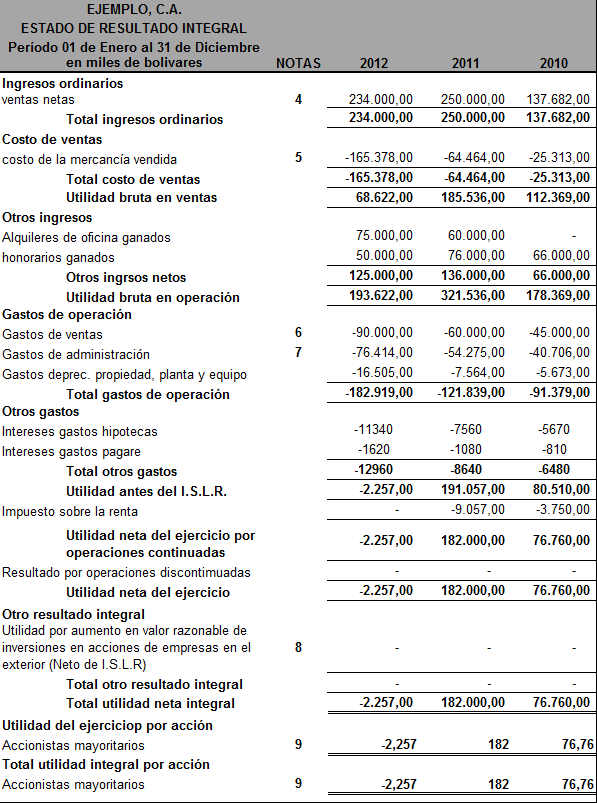 EJEMPLO, C.A.
ESTADO DE RESULTADO INTEGRAL
Período 01 de Enero al 31 de Diciembre
en miles de bolivares NOTAS 2012 2011 2010
Ingresos ordinarios
ventas netas 4 234.000,00 250.000,00 137.682,00
Total ingresos ordinarios 234.000,00 250.000,00 137.682,00
Costo de ventas
costo de la mercancía vendida 5 -165.378,00 -64.464,00 -25.313,00
Total costo de ventas -165.378,00 -64.464,00 -25.313,00
Utilidad bruta en ventas 68.622,00 185.536,00 112.369,00
Otros ingresos
Alquileres de oficina ganados 75.000,00 60.000,00 -
honorarios ganados 50.000,00 76.000,00 66.000,00
Otros ingrsos netos 125.000,00 136.000,00 66.000,00
Utilidad bruta en operación 193.622,00 321.536,00 178.369,00
Gastos de operación
Gastos de ventas 6 -90.000,00 -60.000,00 -45.000,00
Gastos de administración 7 -76.414,00 -54.275,00 -40.706,00
Gastos deprec. propiedad, planta y equipo -16.505,00 -7.564,00 -5.673,00
Total gastos de operación -182.919,00 -121.839,00 -91.379,00
Otros gastos
Intereses gastos hipotecas -11340 -7560 -5670
Intereses gastos pagare -1620 -1080 -810
Total otros gastos -12960 -8640 -6480
Utilidad antes del I.S.L.R. -2.257,00 191.057,00 80.510,00
Impuesto sobre la renta - -9.057,00 -3.750,00
Utilidad neta del ejercicio por
operaciones continuadas -2.257,00 182.000,00 76.760,00
Resultado por operaciones discontinuadas - - -
Utilidad neta del ejercicio -2.257,00 182.000,00 76.760,00
Otro resultado integral
Utilidad por aumento en valor razonable de
inversiones en acciones de empresas en el 8 - - -
exterior (Neto de I.S.L.R)
Total otro resultado integral - - -
Total utilidad neta integral -2.257,00 182.000,00 76.760,00
Utilidad del ejerciciop por acción
Accionistas mayoritarios 9 -2,257 182 76,76
Total utilidad integral por acción
Accionistas mayoritarios 9 -2,257 182 76,76